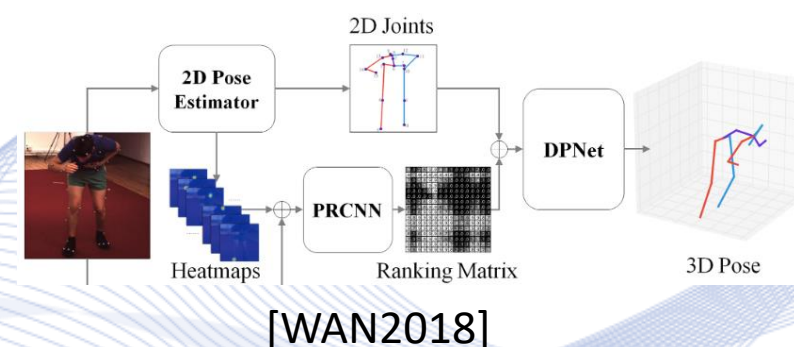 2D Joints
2D Pose
Estimator
DPNet
PRCNN
Heatmaps
Ranking Matrix
3D Pose
[WAN2018]